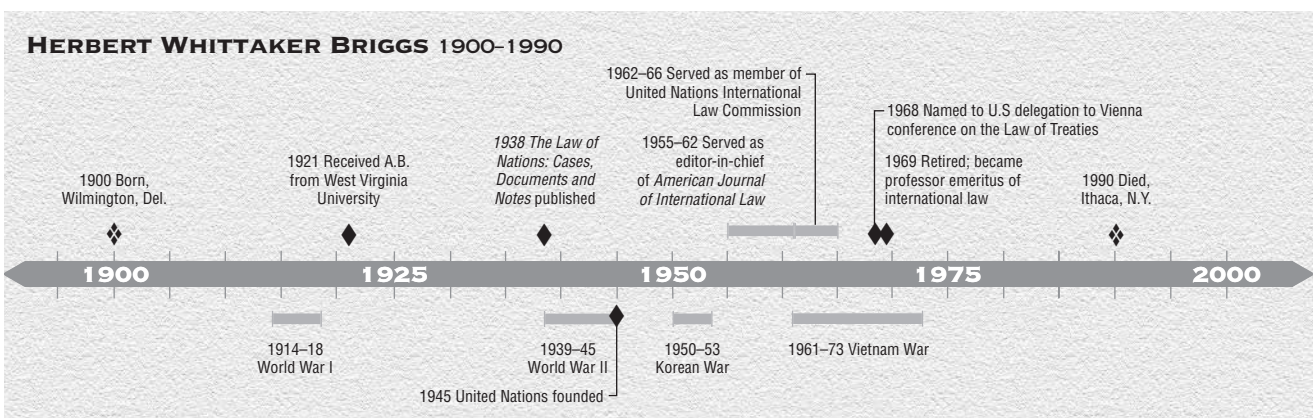 HERBERT WHITTAKER BRIGGS 1900–1990
1962–66 Served as member of
United Nations International
Law Commission
1968 Named to U.S delegation to Vienna
conference on the Law of Treaties
1900 Born,
Wilmington, Del.
1921 Received A.B.
from West Virginia
University
1938 The Law of
Nations: Cases,
Documents and
Notes published
1955–62 Served as
editor-in-chief
of American Journal
of International Law
1969 Retired; became
professor emeritus of
international law
1990 Died,
Ithaca, N.Y.
1900 1925 1950 1975 2000
1914–18
World War I
1939–45
World War II
1945 United Nations founded
1950–53
Korean War
1961–73 Vietnam War